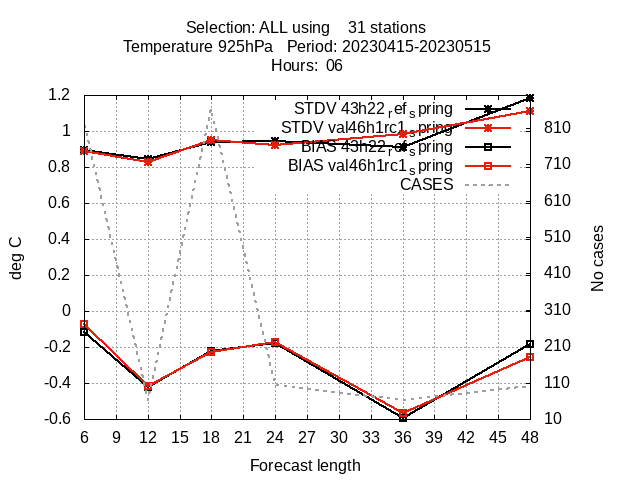 Selection: ALL using 31 stations
Temperature 925hPa Period: 20230415-20230515
Hours: 06
STDV 43h22_ref_spring
STDV val46h1rc1_spring
BIAS 43h22_ref_spring
BIAS val46h1rc1_spring
CASES
1.2
1
0.8
0.6
0.4
0.2
0
-0.2
-0.4
-0.6
deg C
810
710
610
510
410
310
210
110
10
No cases
6 9 12 15 18 21 24 27 30 33 36 39 42 45 48
Forecast length